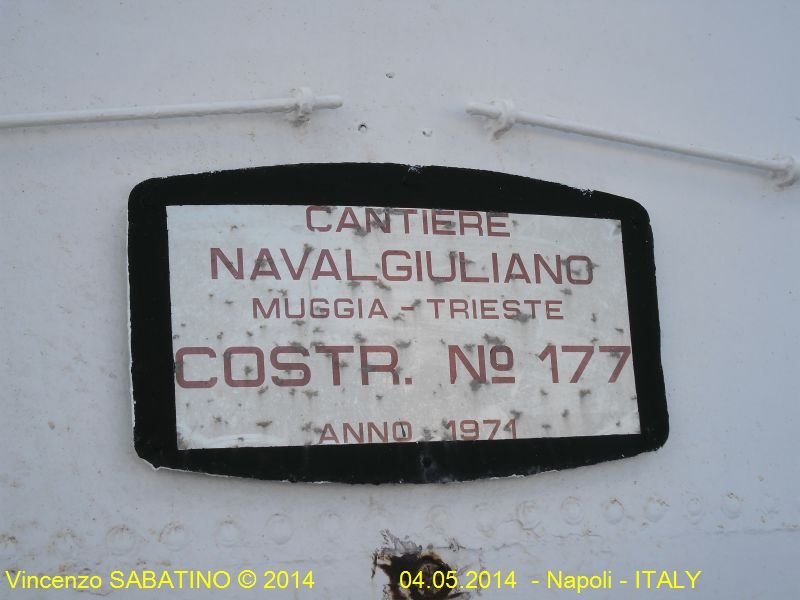 CANTIERE
NAVALGIULIANO
MUGGIA - TRIESTE
COSTR. Nº 177
ANNO 1971
Vincenzo SABATINO © 2014 04.05.2014 - Napoli - ITALY